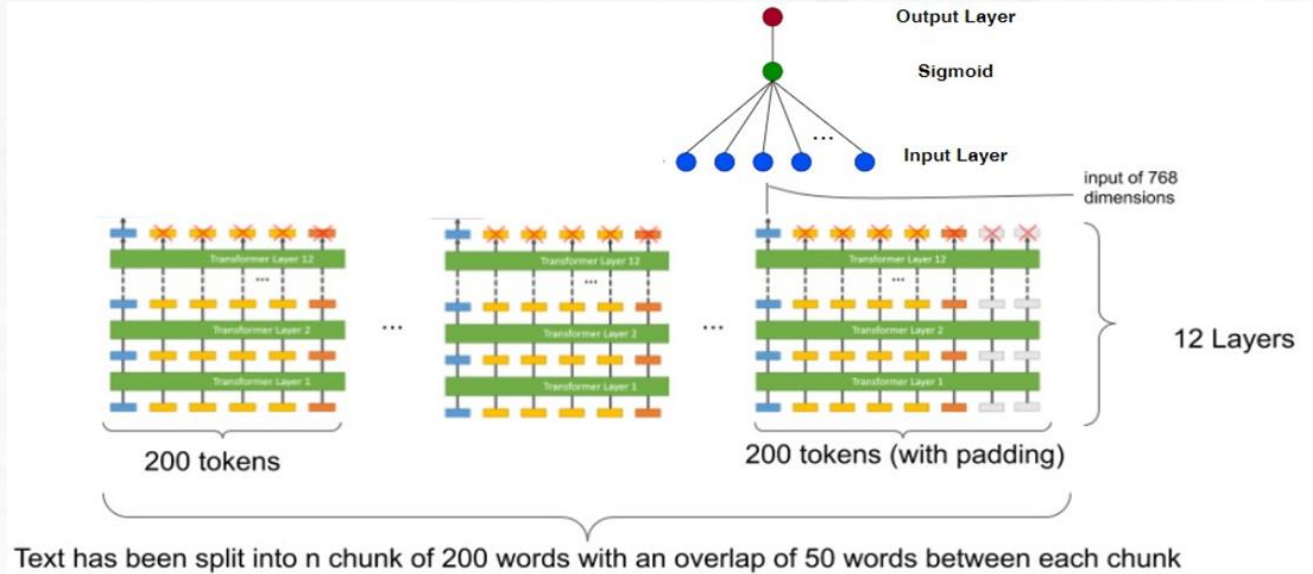 Output Layer
Sigmoid
...
Input Layer
input of 768
dimensions
Transformer Layer 12
...
Transformer Layer 2
Transformer Layer 1
...
Transformer Layer 12
...
Transformer Layer 2
Transformer Layer 1
...
Transformer Layer 12
...
Transformer Layer 2
Transformer Layer 1
12 Layers
200 tokens
200 tokens (with padding)
Text has been split into n chunk of 200 words with an overlap of 50 words between each chunk